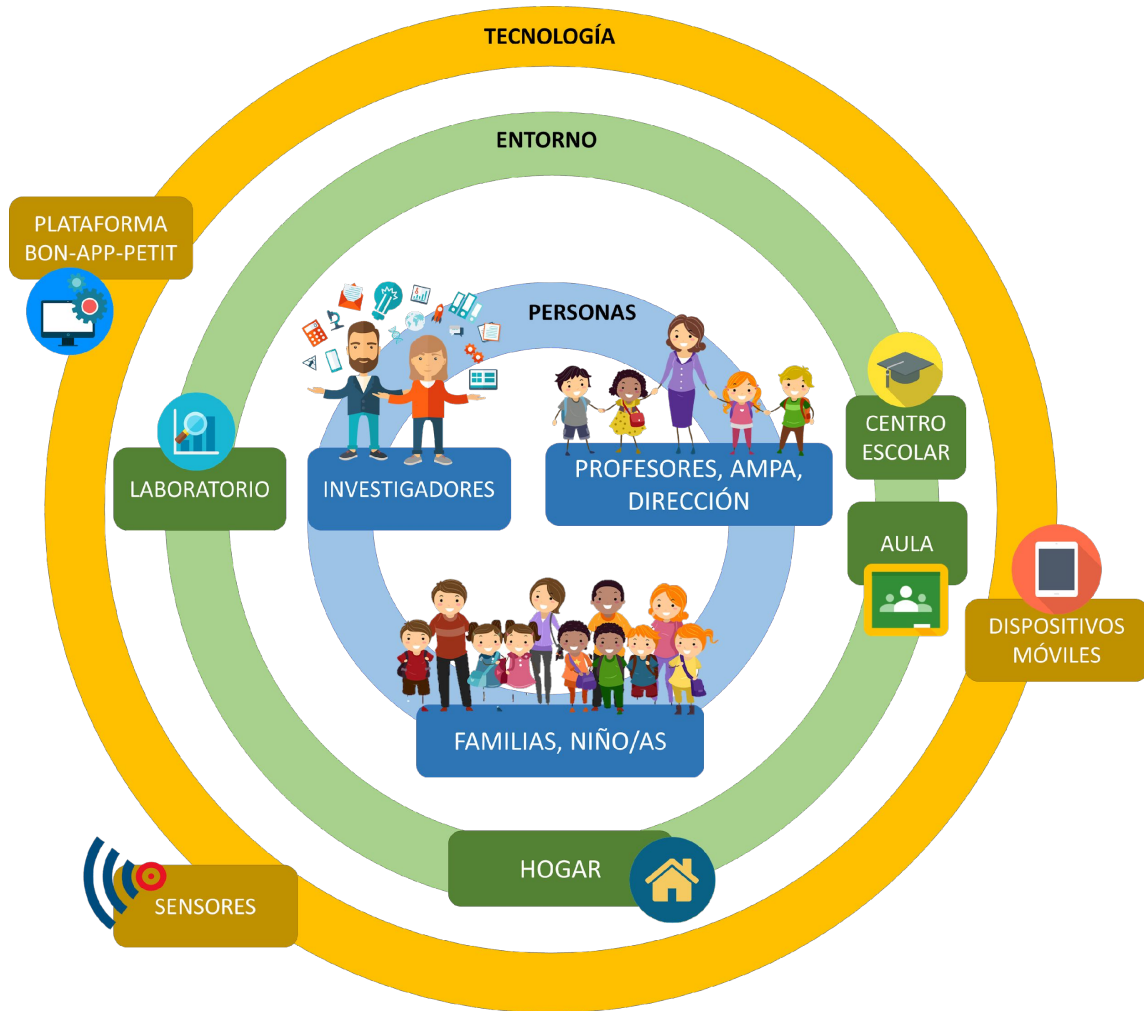 TECNOLOGÍA
ENTORNO
PLATAFORMA
BON-APP-PETIT
PERSONAS
CENTRO
ESCOLAR
LABORATORIO
INVESTIGADORES
PROFESORES, AMPA,
DIRECCIÓN
AULA
DISPOSITIVOS
MÓVILES
FAMILIAS, NIÑO/AS
HOGAR
SENSORES